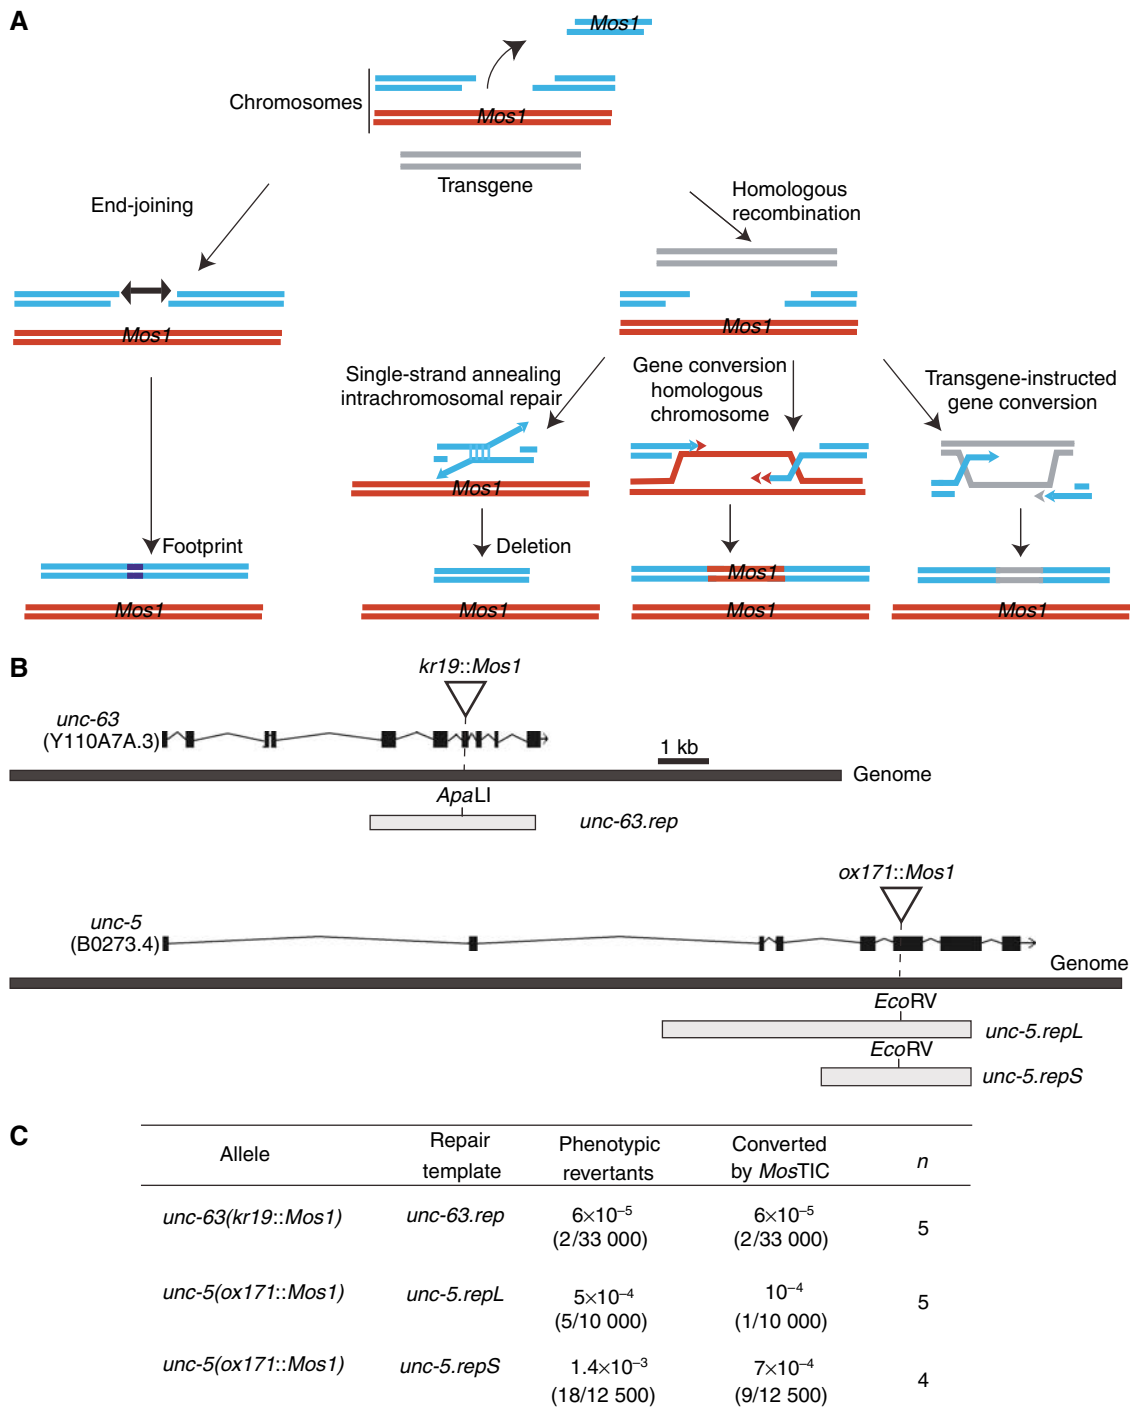 A
Mos1
Chromosomes
Mos1
Transgene
End-joining
Homologous
recombination
Mos1
Mos1
Single-strand annealing
intrachromosomal repair
Gene conversion
homologous
chromosome
Transgene-instructed
gene conversion
Mos1
Footprint
Deletion
Mos1
Mos1
Mos1
Mos1
Mos1
B
kr19::Mos1
unc-63
(Y110A7A.3)
1 kb
Genome
ApaLI
unc-63.rep
ox171::Mos1
unc-5
(B0273.4)
Genome
EcoRV
unc-5.repL
EcoRV
unc-5.repS
C
Allele Repair template Phenotypic revertants Converted by MosTIC n
unc-63(kr19::Mos1) unc-63.rep 6×10⁻⁵ 6×10⁻⁵ 5
(2/33 000) (2/33 000)
unc-5(ox171::Mos1) unc-5.repL 5×10⁻⁴ 10⁻⁴ 5
(5/10 000) (1/10 000)
unc-5(ox171::Mos1) unc-5.repS 1.4×10⁻³ 7×10⁻⁴ 4
(18/12 500) (9/12 500)